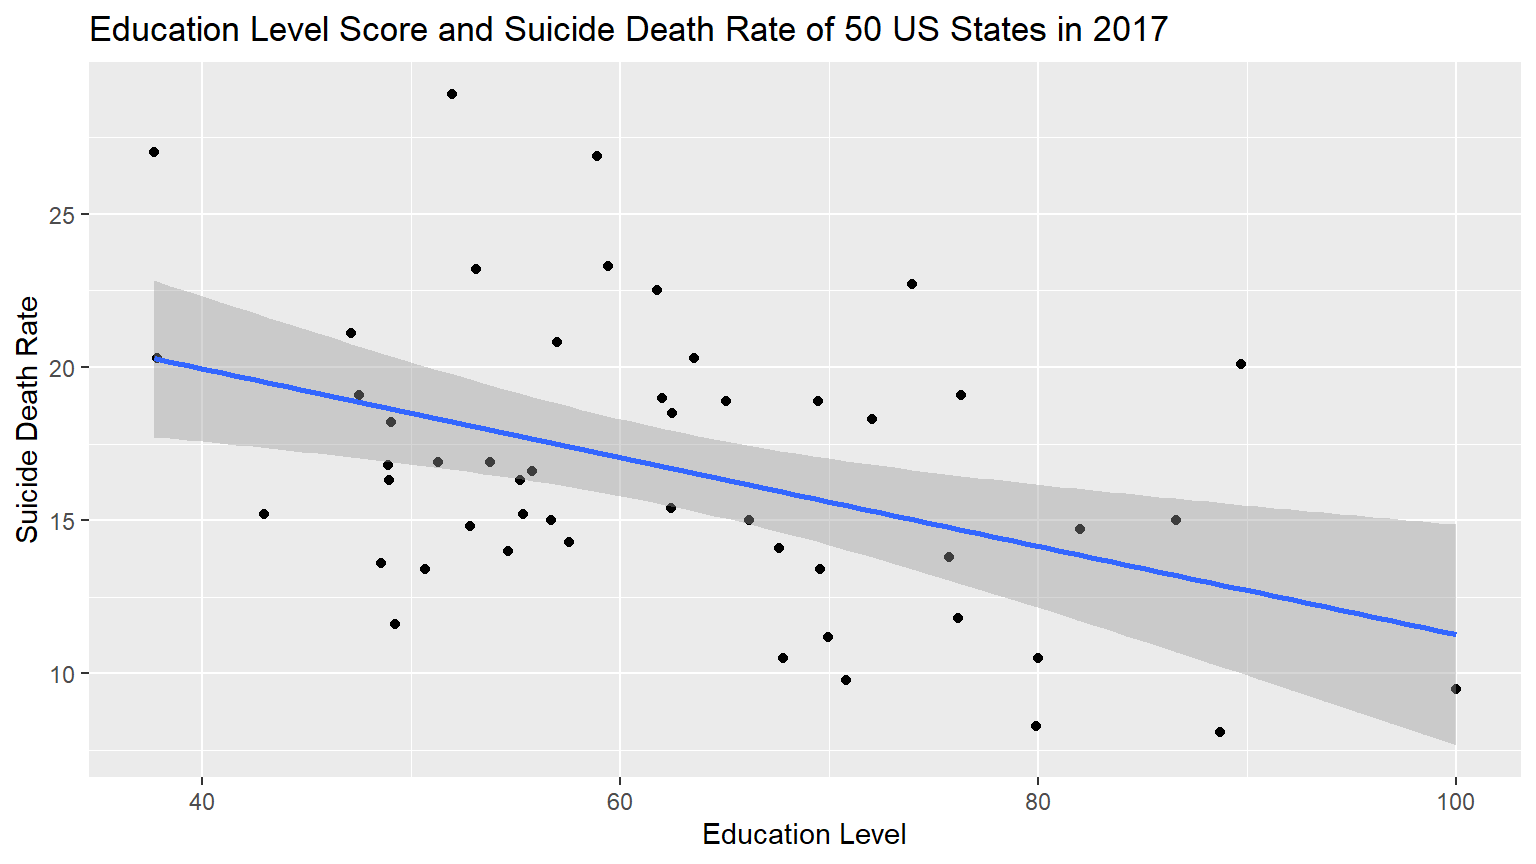 Education Level Score and Suicide Death Rate of 50 US States in 2017
Suicide Death Rate
25
20
15
10
40 60 80 100
Education Level